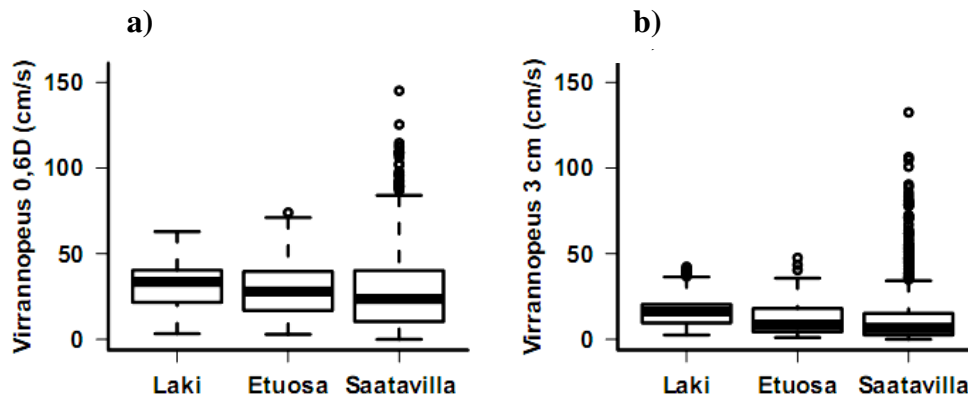 a)
Virrannopeus 0,6D (cm/s)
150
100
50
0
Laki Etuosa Saatavilla
b)
Virrannopeus 3 cm (cm/s)
150
100
50
0
Laki Etuosa Saatavilla